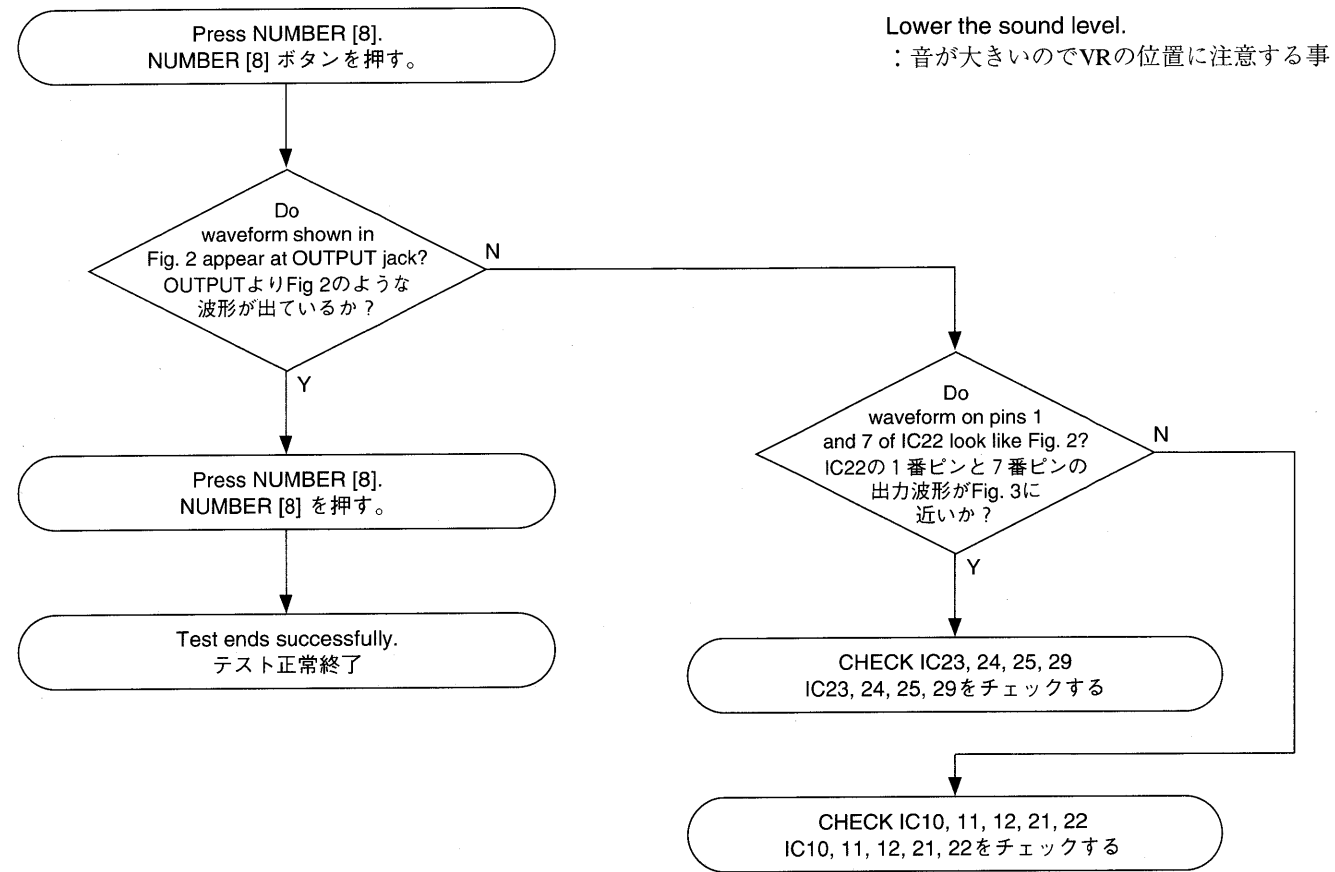 Press NUMBER [8].
NUMBER [8] ボタンを押す。
Lower the sound level.
：音が大きいのでVRの位置に注意する事
Do
waveform shown in
Fig. 2 appear at OUTPUT jack?
OUTPUTよりFig 2のような
波形が出ているか？
N
Y
Do
waveform on pins 1
and 7 of IC22 look like Fig. 2?
IC22の１番ピンと７番ピンの
出力波形がFig. 3に
近いか？
N
Y
Press NUMBER [8].
NUMBER [8] を押す。
Test ends successfully.
テスト正常終了
CHECK IC23, 24, 25, 29
IC23, 24, 25, 29をチェックする
CHECK IC10, 11, 12, 21, 22
IC10, 11, 12, 21, 22をチェックする